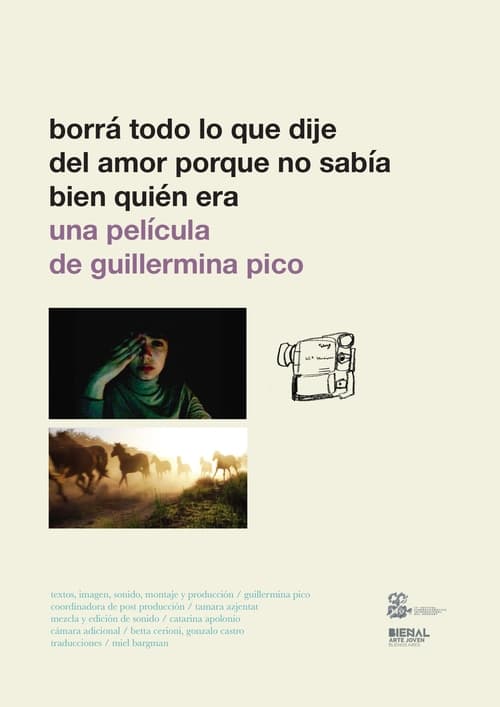 borrá todo lo que dije
del amor porque no sabía
bien quién era
una película
de guillermina pico
textos, imagen, sonido, montaje y producción / guillermina pico
coordinadora de post producción / tamara azjentat
mezcla y edición de sonido / catarina apolonio
cámara adicional / betta cerioni, gonzalo castro
traducciones / miel bargman
BIENAL
ARTE JOVEN
BUENOS AIRES